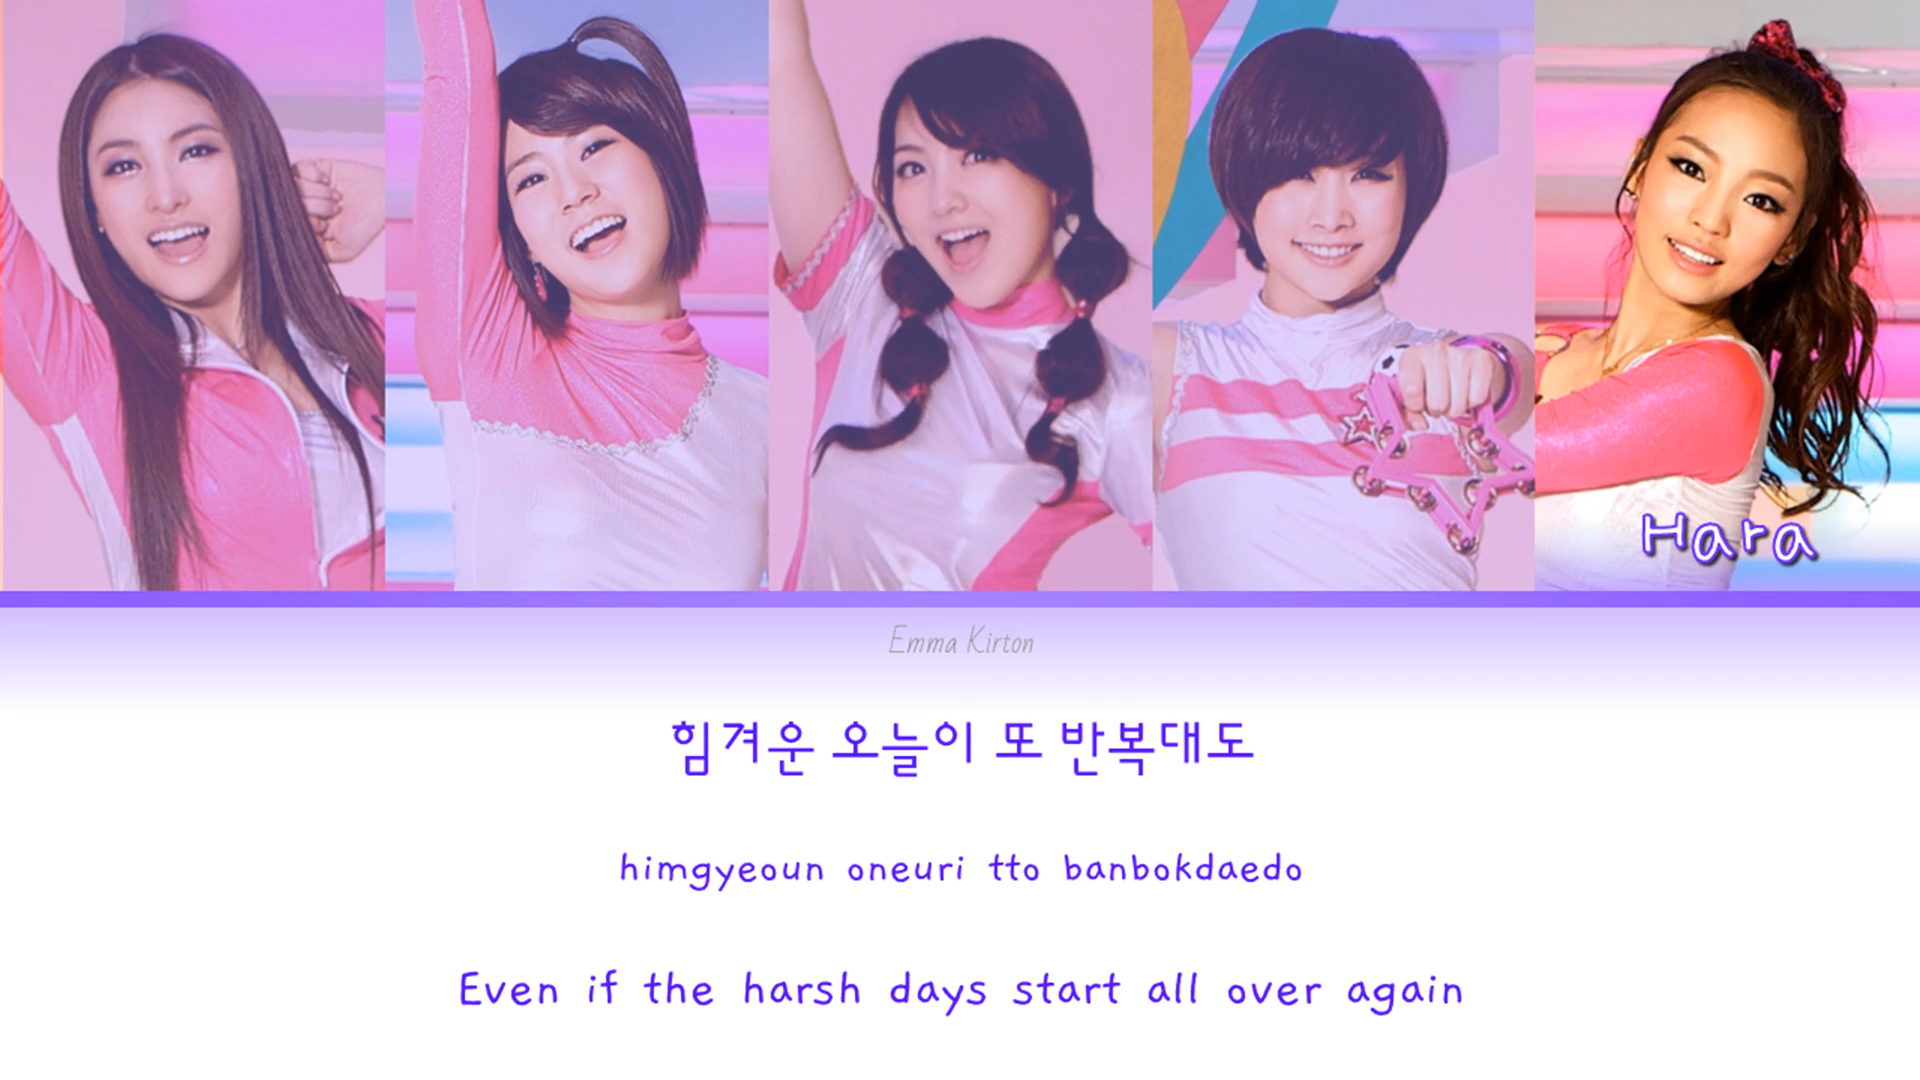 Hara
Emma Kirton
힘겨운 오늘이 또 반복대도
himgyeoun oneuri tto banbokdaedo
Even if the harsh days start all over again